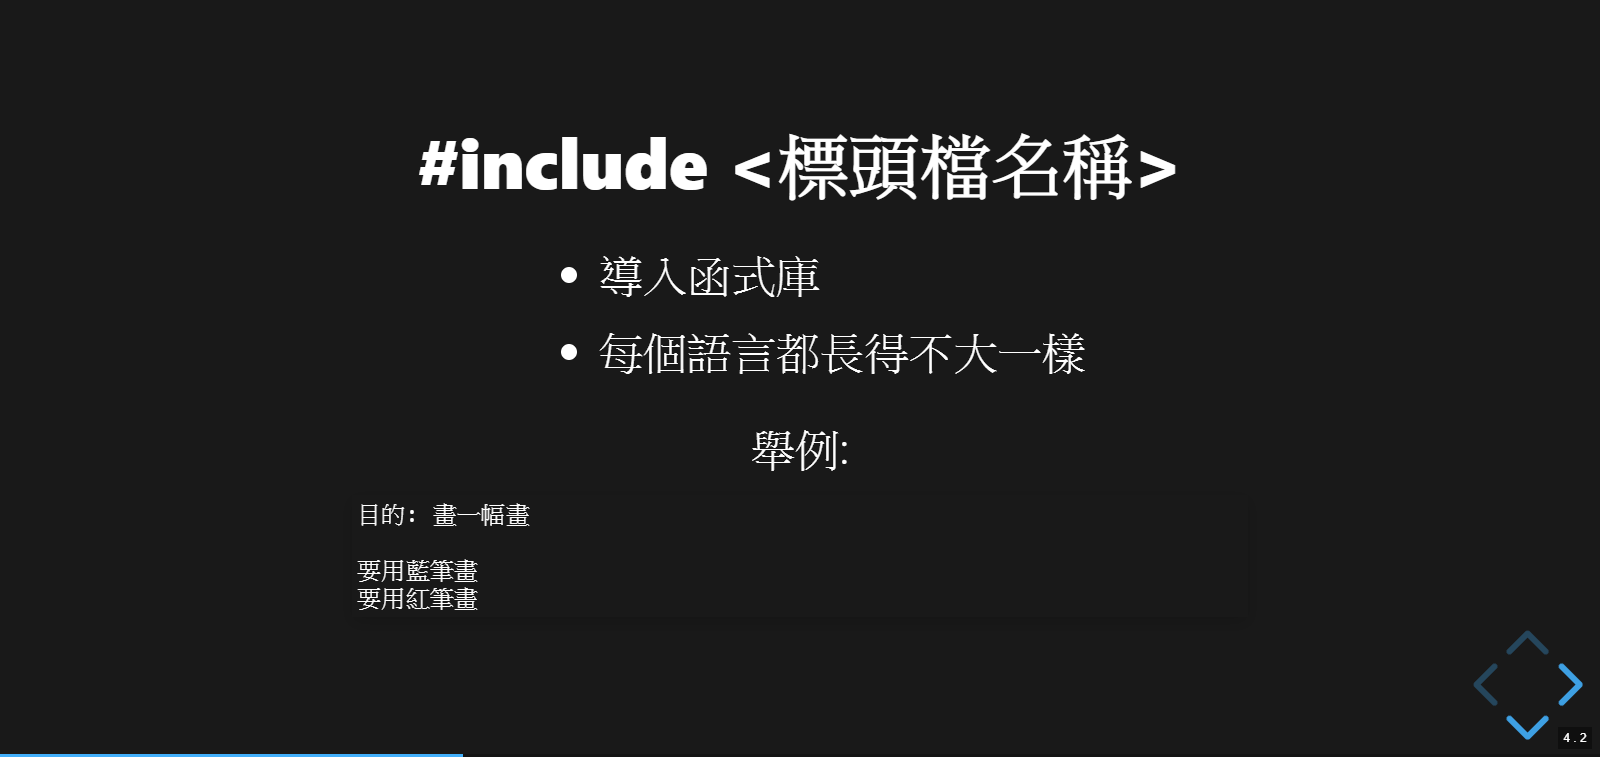 #include <標頭檔名稱>
導入函式庫
每個語言都長得不大一樣
舉例:
目的: 畫一幅畫
要用藍筆畫
要用紅筆畫
4.2